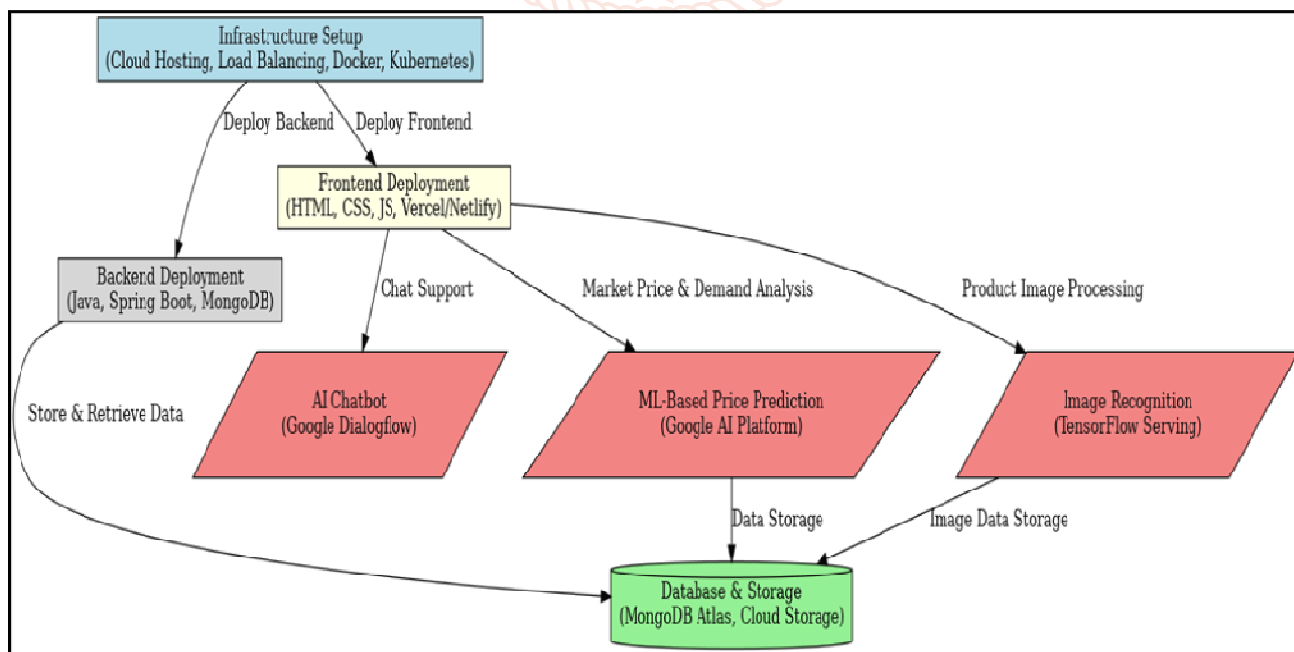 Infrastructure Setup
(Cloud Hosting, Load Balancing, Docker, Kubernetes)
Deploy Backend
Deploy Frontend
Frontend Deployment
(HTML, CSS, JS, Vercel/Netlify)
Backend Deployment
(Java, Spring Boot, MongoDB)
Chat Support
Market Price & Demand Analysis
Product Image Processing
Store & Retrieve Data
AI Chatbot
(Google Dialogflow)
ML-Based Price Prediction
(Google AI Platform)
Image Recognition
(TensorFlow Serving)
Data Storage
Image Data Storage
Database & Storage
(MongoDB Atlas, Cloud Storage)